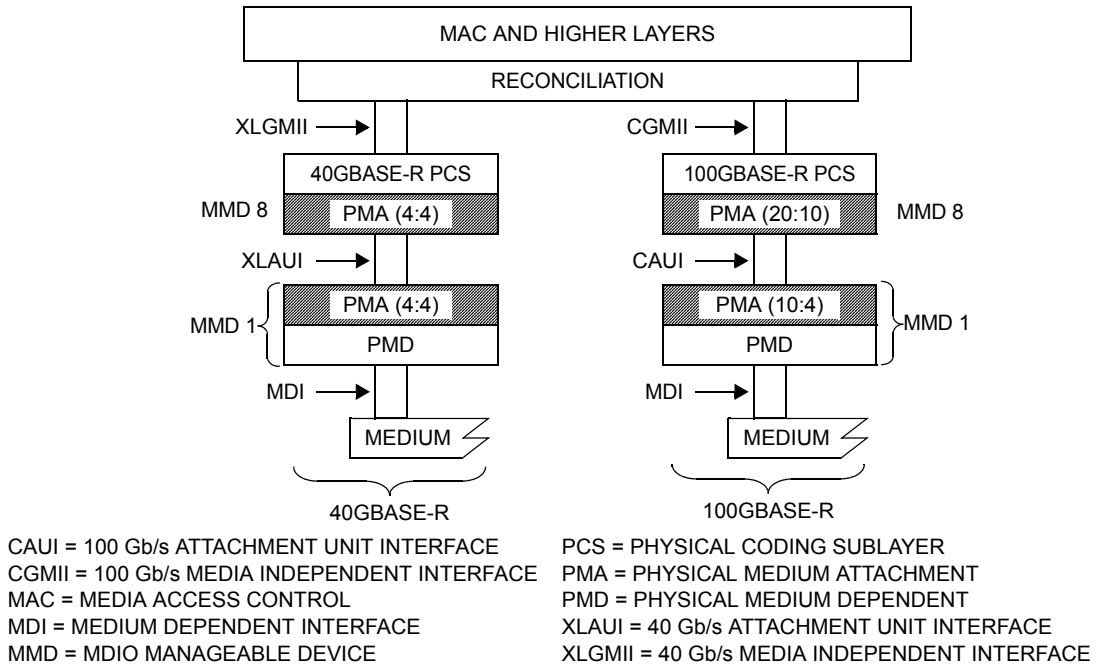 MAC AND HIGHER LAYERS
RECONCILIATION
XLGMII
CGMII
40GBASE-R PCS
100GBASE-R PCS
MMD 8
PMA (4:4)
PMA (20:10)
MMD 8
XLAUI
CAUI
PMA (4:4)
PMA (10:4)
MMD 1
MMD 1
PMD
PMD
MDI
MDI
MEDIUM
MEDIUM
40GBASE-R
100GBASE-R
CAUI = 100 Gb/s ATTACHMENT UNIT INTERFACE
CGMII = 100 Gb/s MEDIA INDEPENDENT INTERFACE
MAC = MEDIA ACCESS CONTROL
MDI = MEDIUM DEPENDENT INTERFACE
MMD = MDIO MANAGEABLE DEVICE
PCS = PHYSICAL CODING SUBLAYER
PMA = PHYSICAL MEDIUM ATTACHMENT
PMD = PHYSICAL MEDIUM DEPENDENT
XLAUI = 40 Gb/s ATTACHMENT UNIT INTERFACE
XLGMII = 40 Gb/s MEDIA INDEPENDENT INTERFACE